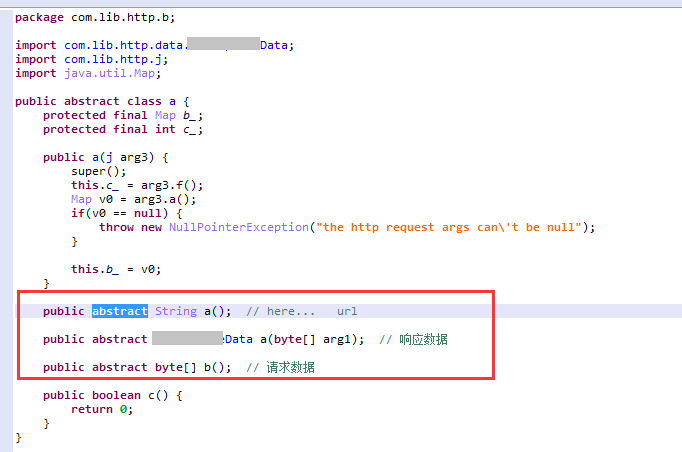 package com.lib.http.b;
import com.lib.http.data. Data;
import com.lib.http.j;
import java.util.Map;
public abstract class a {
protected final Map b_;
protected final int c_;
public a(j arg3) {
super();
this.c_ = arg3.f();
Map v0 = arg3.a();
if(v0 == null) {
throw new NullPointerException("the http request args can\'t be null");
}
this.b_ = v0;
}
public abstract String a(); // here... url
public abstract eData a(byte[] arg1); // 响应数据
public abstract byte[] b(); // 请求数据
public boolean c() {
return 0;
}
}